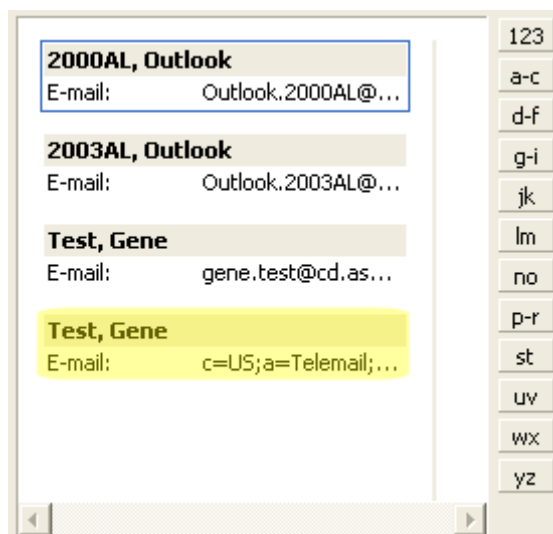 2000AL, Outlook
E-mail: Outlook.2000AL@...
2003AL, Outlook
E-mail: Outlook.2003AL@...
Test, Gene
E-mail: gene.test@cd.as...
Test, Gene
E-mail: c=US;a=Telemail;...
123
a-c
d-f
g-i
jk
lm
no
p-r
st
uv
wx
yz